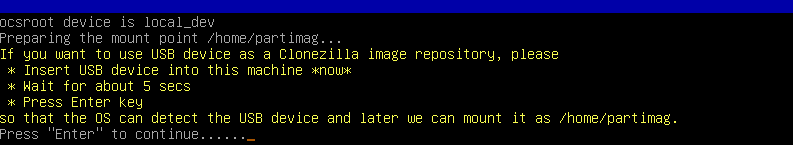 ocsroot device is local_dev
Preparing the mount point /home/partimag...
If you want to use USB device as a Clonezilla image repository, please
 * Insert USB device into this machine *now*
 * Wait for about 5 secs
 * Press Enter key
so that the OS can detect the USB device and later we can mount it as /home/partimag.
Press "Enter" to continue......_